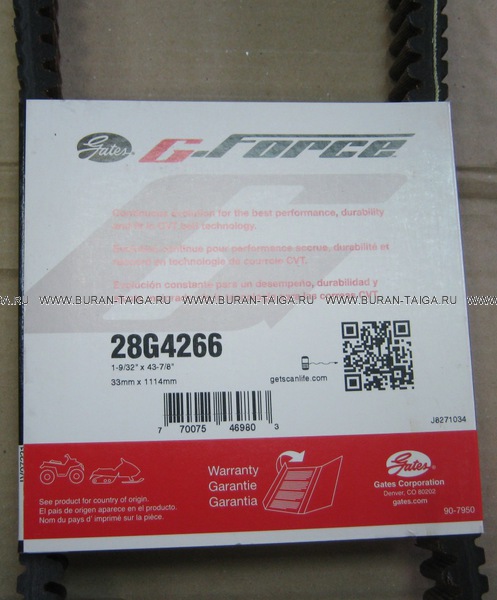 Gates G-Force
Continuous evolution for the best performance, durability
and fit in CVT belt technology.
continue pour performance accrue, durabilité et
en technologie de courroie CVT.
Evolución constante para un desempeño, durabilidad y
correas CVT.
WWW.BURAN-TAIGA.RU WWW.BURAN-TAIGA.RU WWW.BURAN-TAIGA.RU
28G4266
1-9/32" x 43-7/8"
33mm x 1114mm
getscanlife.com
7 70075 46980 3
J8271034
Warranty
Garantie
Garantía
Gates
Gates Corporation
Denver, CO 80202
gates.com
See product for country of origin.
El pais de origen aparece en el producto.
Nom du pays d' imprimé sur la pièce.
90-7950